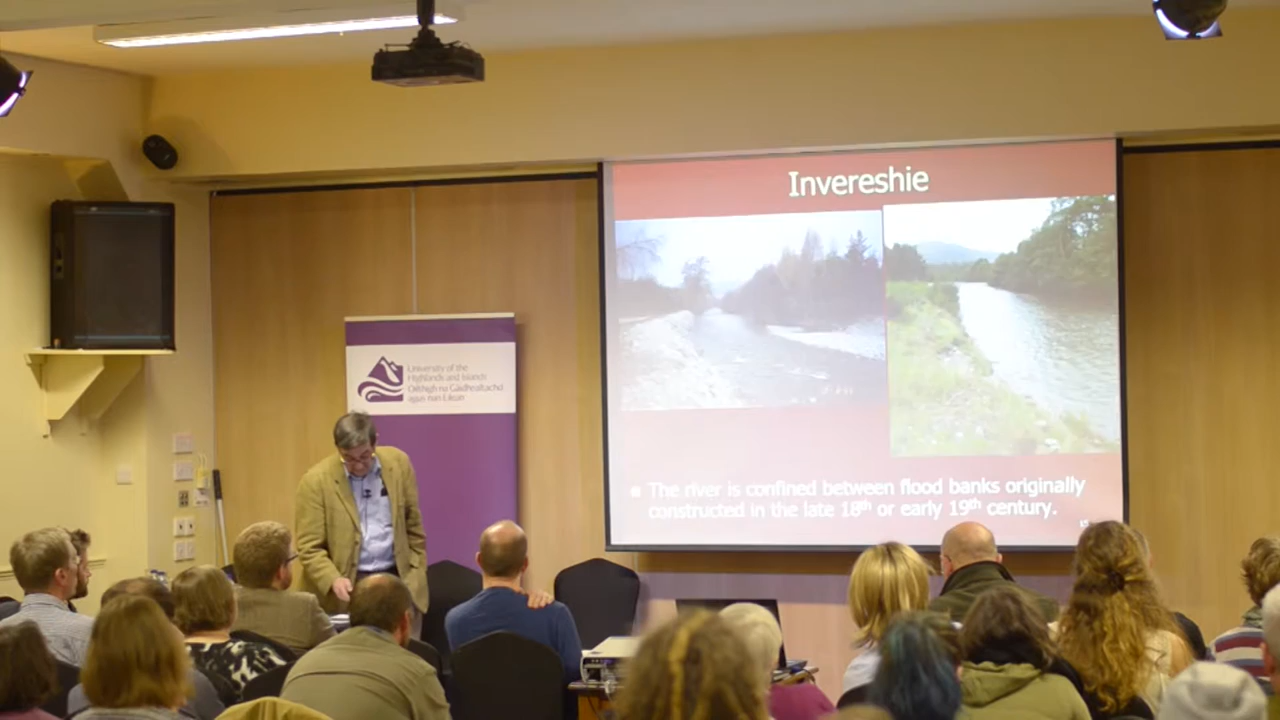 Invereshie
University of the
Highlands and Islands
Oilthigh na Gàidhealtachd
agus nan Eilean
The river is confined between flood banks originally
constructed in the late 18th or early 19th century.